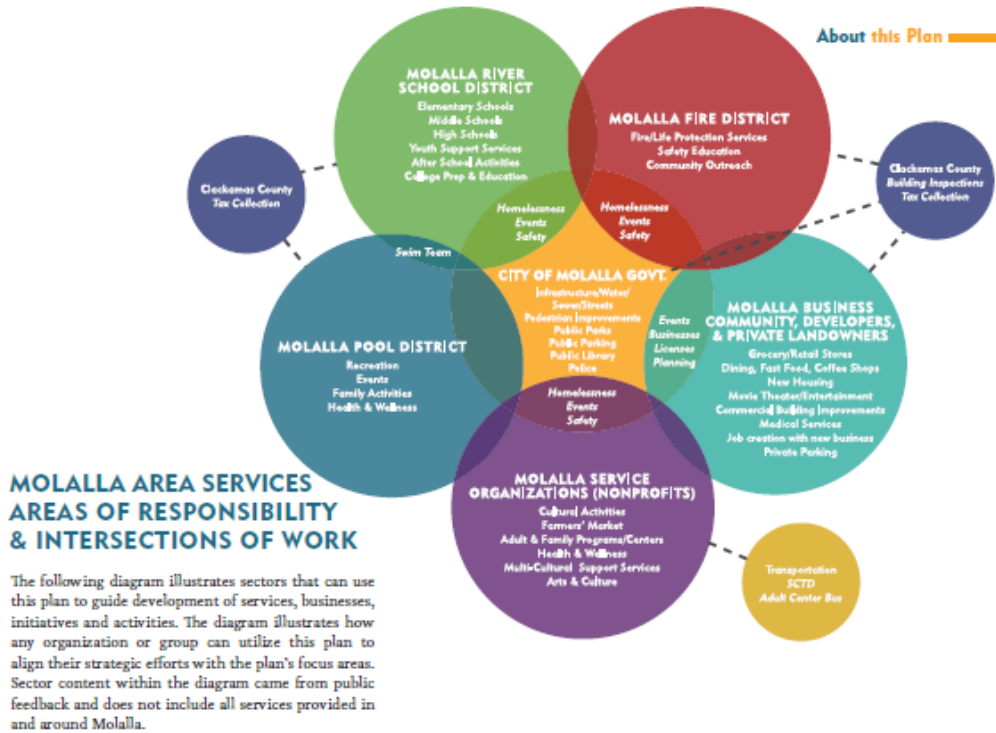 About this Plan
MOLALLA RIVER
SCHOOL DISTRICT
Elementary Schools
Middle Schools
High Schools
Youth Support Services
After School Activities
College Prep & Education
MOLALLA FIRE DISTRICT
Fire/Life Protection Services
Safety Education
Community Outreach
Clackamas County
Tax Collection
Clackamas County
Building Inspections
Tax Collection
Homelessness
Events
Safety
Homelessness
Events
Safety
Swim Team
CITY OF MOLALLA GOVT.
Infrastructure/Water/
Sewer/Streets
Pedestrian Improvements
Public Parks
Public Parking
Public Library
Police
Events
Businesses
Licenses
Planning
MOLALLA BUSINESS
COMMUNITY, DEVELOPERS,
& PRIVATE LANDOWNERS
Grocery/Retail Stores
Dining, Fast Food, Coffee Shops
New Housing
Movie Theater/Entertainment
Commercial Building Improvements
Medical Services
Job creation with new business
Private Parking
MOLALLA POOL DISTRICT
Recreation
Events
Family Activities
Health & Wellness
Homelessness
Events
Safety
MOLALLA SERVICE
ORGANIZATIONS (NONPROFITS)
Cultural Activities
Farmers' Market
Adult & Family Programs/Centers
Health & Wellness
Multi-Cultural Support Services
Arts & Culture
Transportation
SCTD
Adult Center Bus
MOLALLA AREA SERVICES
AREAS OF RESPONSIBILITY
& INTERSECTIONS OF WORK
The following diagram illustrates sectors that can use
this plan to guide development of services, businesses,
initiatives and activities. The diagram illustrates how
any organization or group can utilize this plan to
align their strategic efforts with the plan's focus areas.
Sector content within the diagram came from public
feedback and does not include all services provided in
and around Molalla.